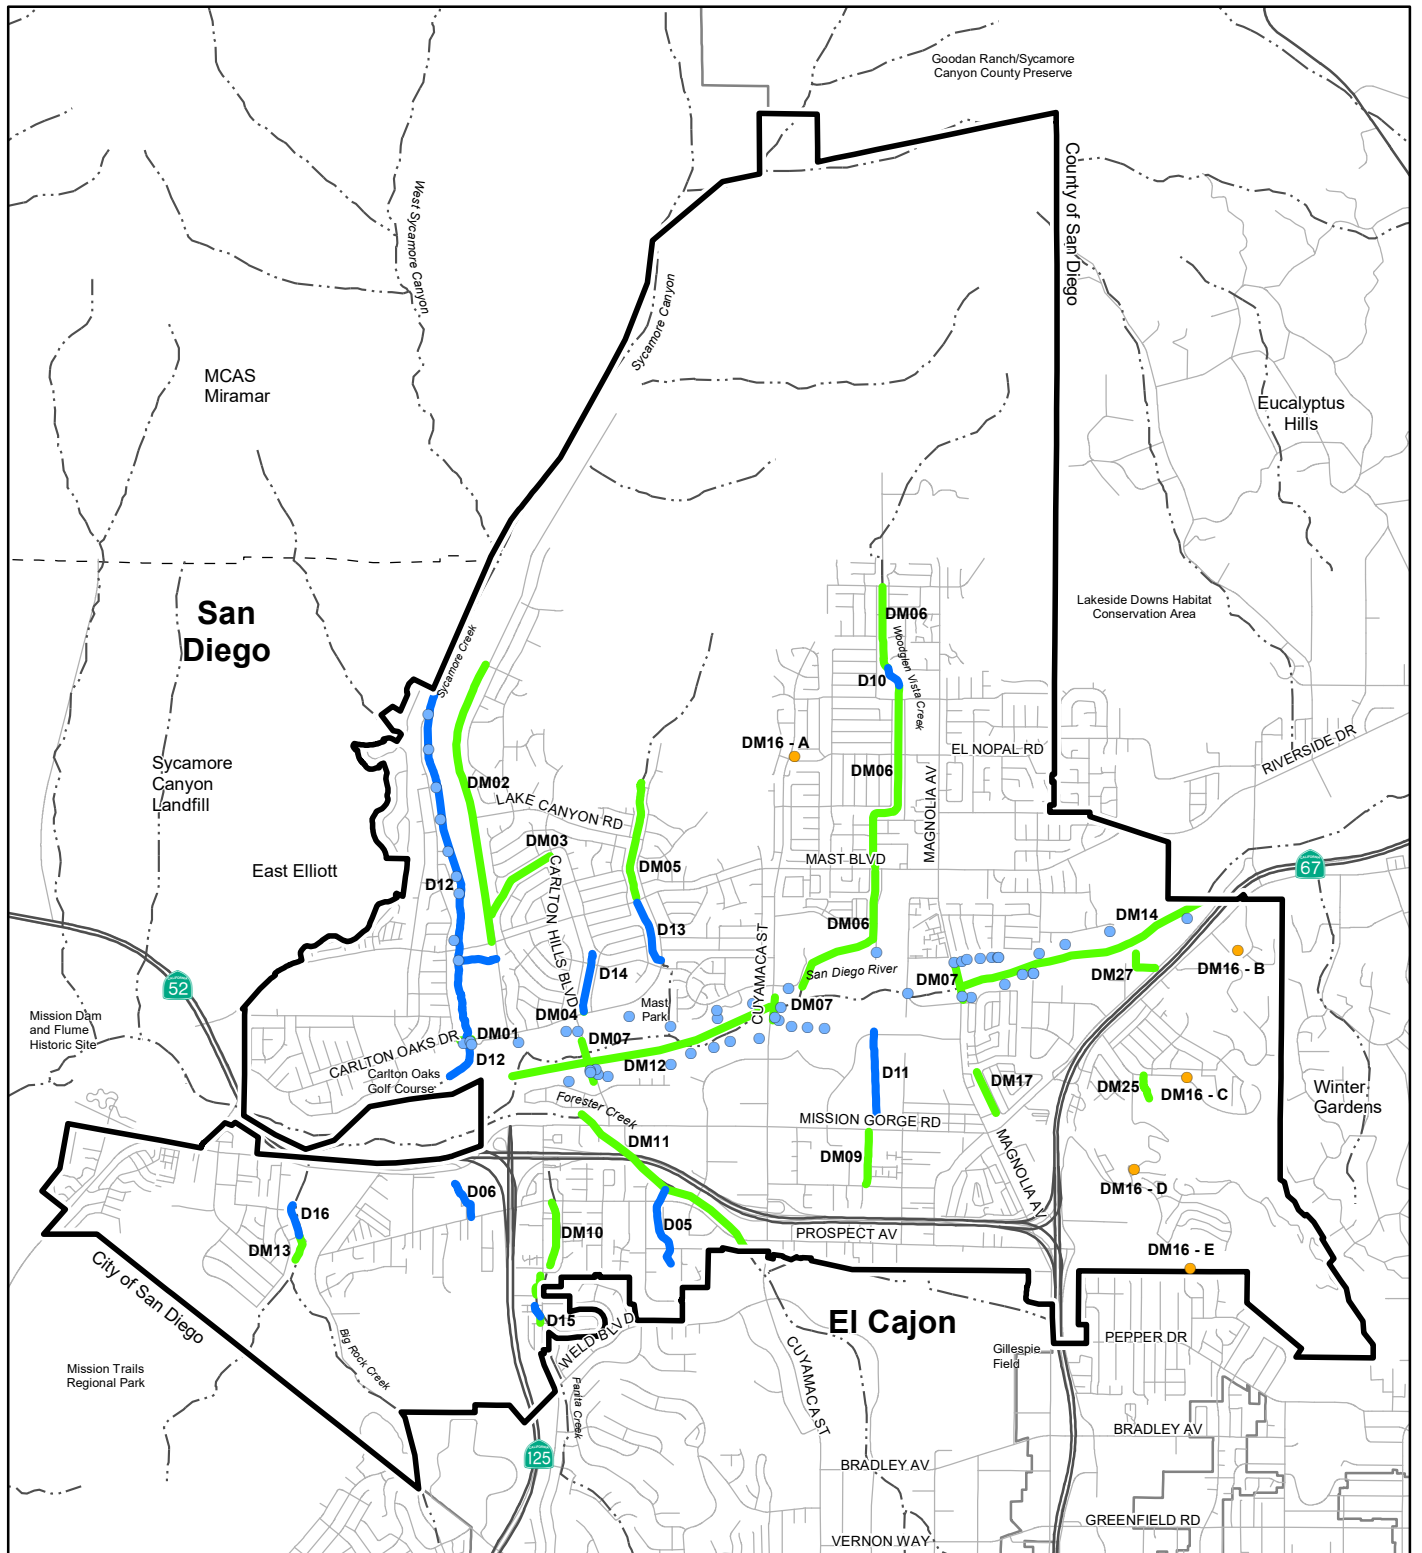 Goodan Ranch/Sycamore
Canyon County Preserve
County of San Diego
West Sycamore Canyon
Sycamore Canyon
MCAS
Miramar
Eucalyptus
Hills
San
Diego
Lakeside Downs Habitat
Conservation Area
Sycamore Creek
DM06
Woodglen Vista Creek
D10
DM16 - A
EL NOPAL RD
RIVERSIDE DR
Sycamore
Canyon
Landfill
DM02
DM06
MAGNOLIA AV
LAKE CANYON RD
DM03
MAST BLVD
CALIFORNIA
67
East Elliott
DM05
CARLTON HILLS BLVD
D12
DM14
DM06
D13
CUYAMACA ST
DM16 - B
D14
San Diego River
DM27
DM07
CALIFORNIA
52
Mission Dam
and Flume
Historic Site
Mast
Park
DM07
DM04
DM01
CARLTON OAKS DR
DM07
D12
DM12
Carlton Oaks
Golf Course
D11
DM17
DM25
DM16 - C
Winter
Gardens
Forester Creek
MISSION GORGE RD
DM11
DM09
MAGNOLIA AV
DM16 - D
D06
D16
DM10
D05
PROSPECT AV
DM13
DM16 - E
City of San Diego
D15
WELD BLVD
El Cajon
PEPPER DR
Gillespie
Field
Big Rock Creek
Mission Trails
Regional Park
CUYAMACA ST
Fanita Creek
BRADLEY AV
CALIFORNIA
125
BRADLEY AV
GREENFIELD RD
VERNON WAY